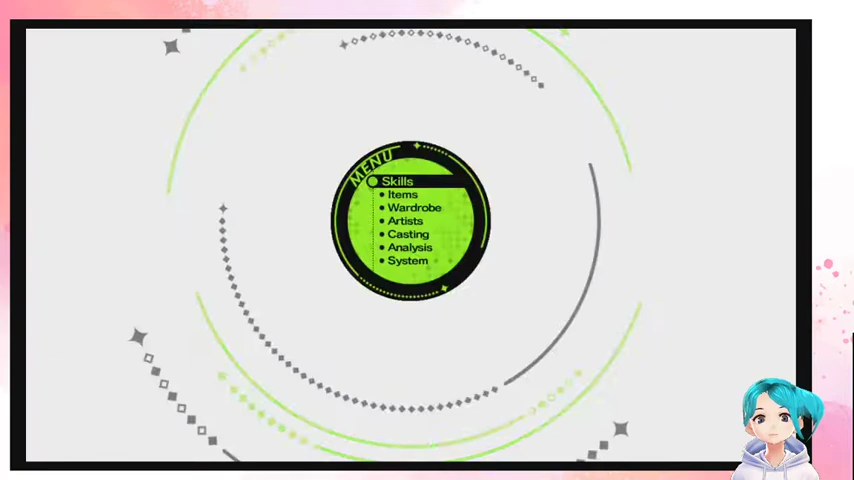 MENU
Skills
Items
Wardrobe
Artists
Casting
Analysis
System